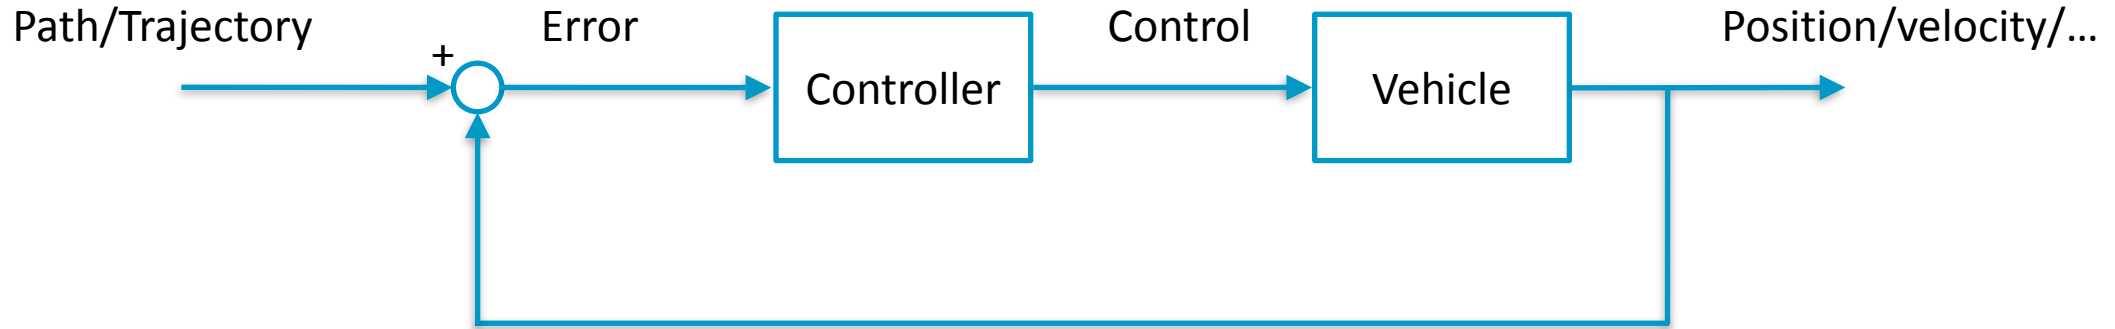 Path/Trajectory
+
Error
Controller
Control
Vehicle
Position/velocity/...